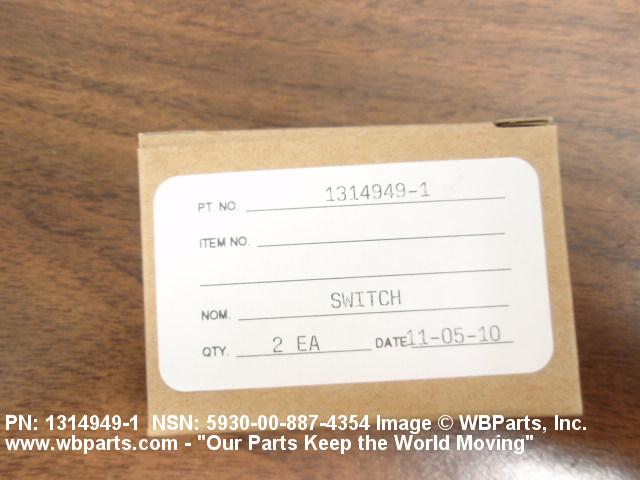 PT. NO. 1314949-1
ITEM NO.
NOM. SWITCH
QTY. 2 EA DATE 11-05-10
PN: 1314949-1 NSN: 5930-00-887-4354 Image © WBParts, Inc.
www.wbparts.com - "Our Parts Keep the World Moving"